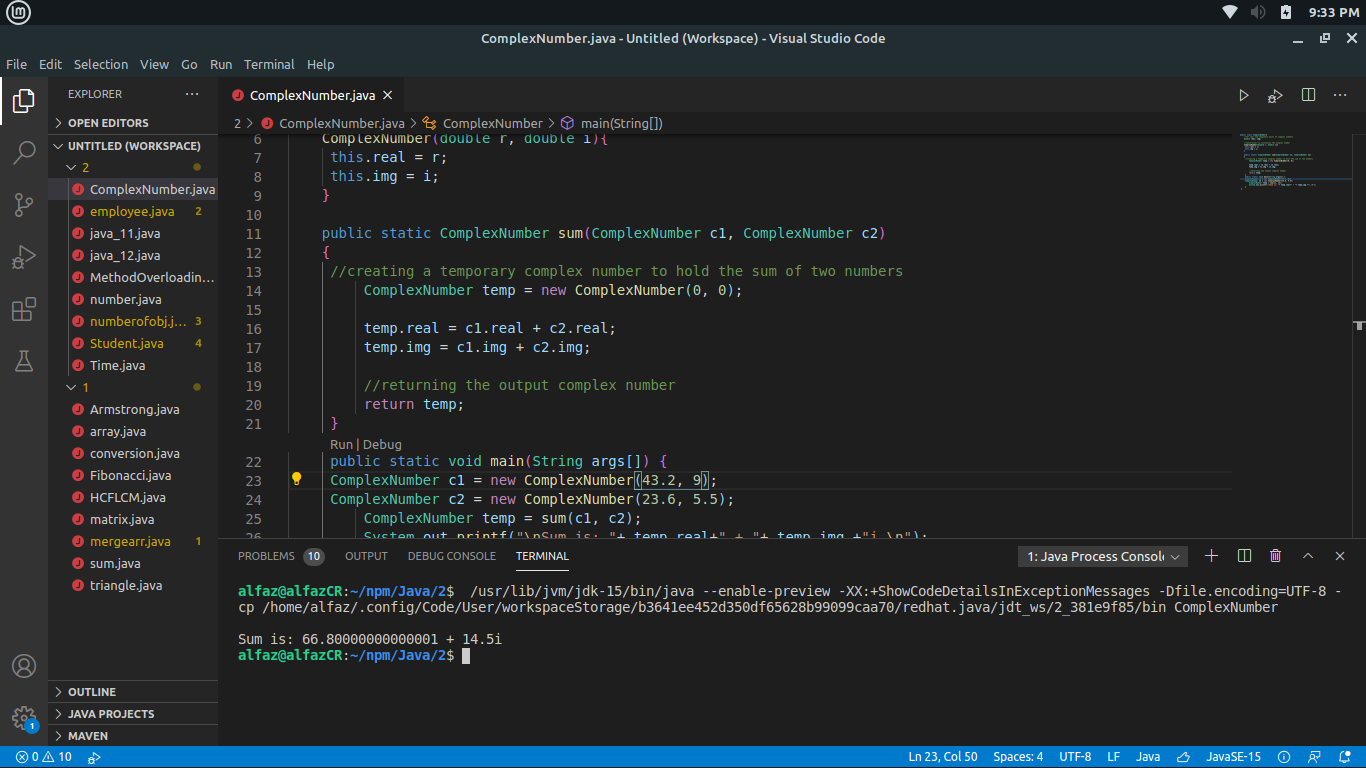 9:33 PM
ComplexNumber.java - Untitled (Workspace) - Visual Studio Code
File Edit Selection View Go Run Terminal Help
EXPLORER ···
OPEN EDITORS
UNTITLED (WORKSPACE)
2
ComplexNumber.java
employee.java 2
java_11.java
java_12.java
MethodOverloadin...
number.java
numberofobj.j... 3
Student.java 4
Time.java
1
Armstrong.java
array.java
conversion.java
Fibonacci.java
HCFLCM.java
matrix.java
mergearr.java 1
sum.java
triangle.java
OUTLINE
JAVA PROJECTS
MAVEN
1
ComplexNumber.java
2 > ComplexNumber.java > ComplexNumber > main(String[])
6 ComplexNumber(double r, double i){
7 this.real = r;
8 this.img = i;
9 }
10
11 public static ComplexNumber sum(ComplexNumber c1, ComplexNumber c2)
12 {
13 //creating a temporary complex number to hold the sum of two numbers
14 ComplexNumber temp = new ComplexNumber(0, 0);
15
16 temp.real = c1.real + c2.real;
17 temp.img = c1.img + c2.img;
18
19 //returning the output complex number
20 return temp;
21 }
Run | Debug
22 public static void main(String args[]) {
23 ComplexNumber c1 = new ComplexNumber(43.2, 9);
24 ComplexNumber c2 = new ComplexNumber(23.6, 5.5);
25 ComplexNumber temp = sum(c1, c2);
26 System.out.printf("\nSum is: "+ temp.real+" + "+ temp.img +"i \n");
PROBLEMS 10 OUTPUT DEBUG CONSOLE TERMINAL 1: Java Process Console
alfaz@alfazCR:~/npm/Java/2$  /usr/lib/jvm/jdk-15/bin/java --enable-preview -XX:+ShowCodeDetailsInExceptionMessages -Dfile.encoding=UTF-8 -
cp /home/alfaz/.config/Code/User/workspaceStorage/b3641ee452d350df65628b99099caa70/redhat.java/jdt_ws/2_381e9f85/bin ComplexNumber
Sum is: 66.80000000000001 + 14.5i
alfaz@alfazCR:~/npm/Java/2$
0 10 Ln 23, Col 50 Spaces: 4 UTF-8 LF Java JavaSE-15